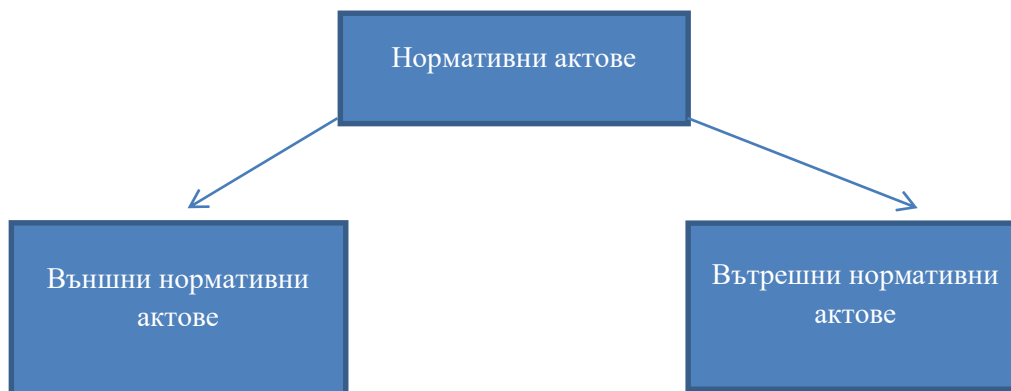 Нормативни актове
Външни нормативни
актове
Вътрешни нормативни
актове